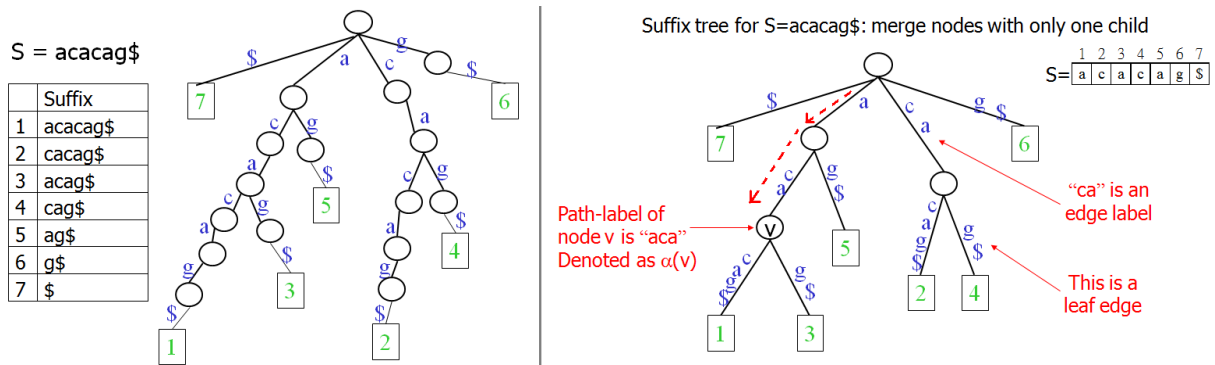 S = acacag$
Suffix
1 acacag$
2 cacag$
3 acag$
4 cag$
5 ag$
6 g$
7 $
$
a
c
g
$
7
6
c
g
a
$
a
5
c
g
c
g
$
a
$
4
g
3
a
g
$
$
1
2
Suffix tree for S=acacag$: merge nodes with only one child
1 2 3 4 5 6 7
S= a c a c a g $
$
a
c
a
g
$
7
6
c
a
g
$
"ca" is an
edge label
Path-label of
node v is "aca"
Denoted as α(v)
v
5
c
a
g
$
g
$
c
a
g
$
g
$
2
4
This is a
leaf edge
1
3